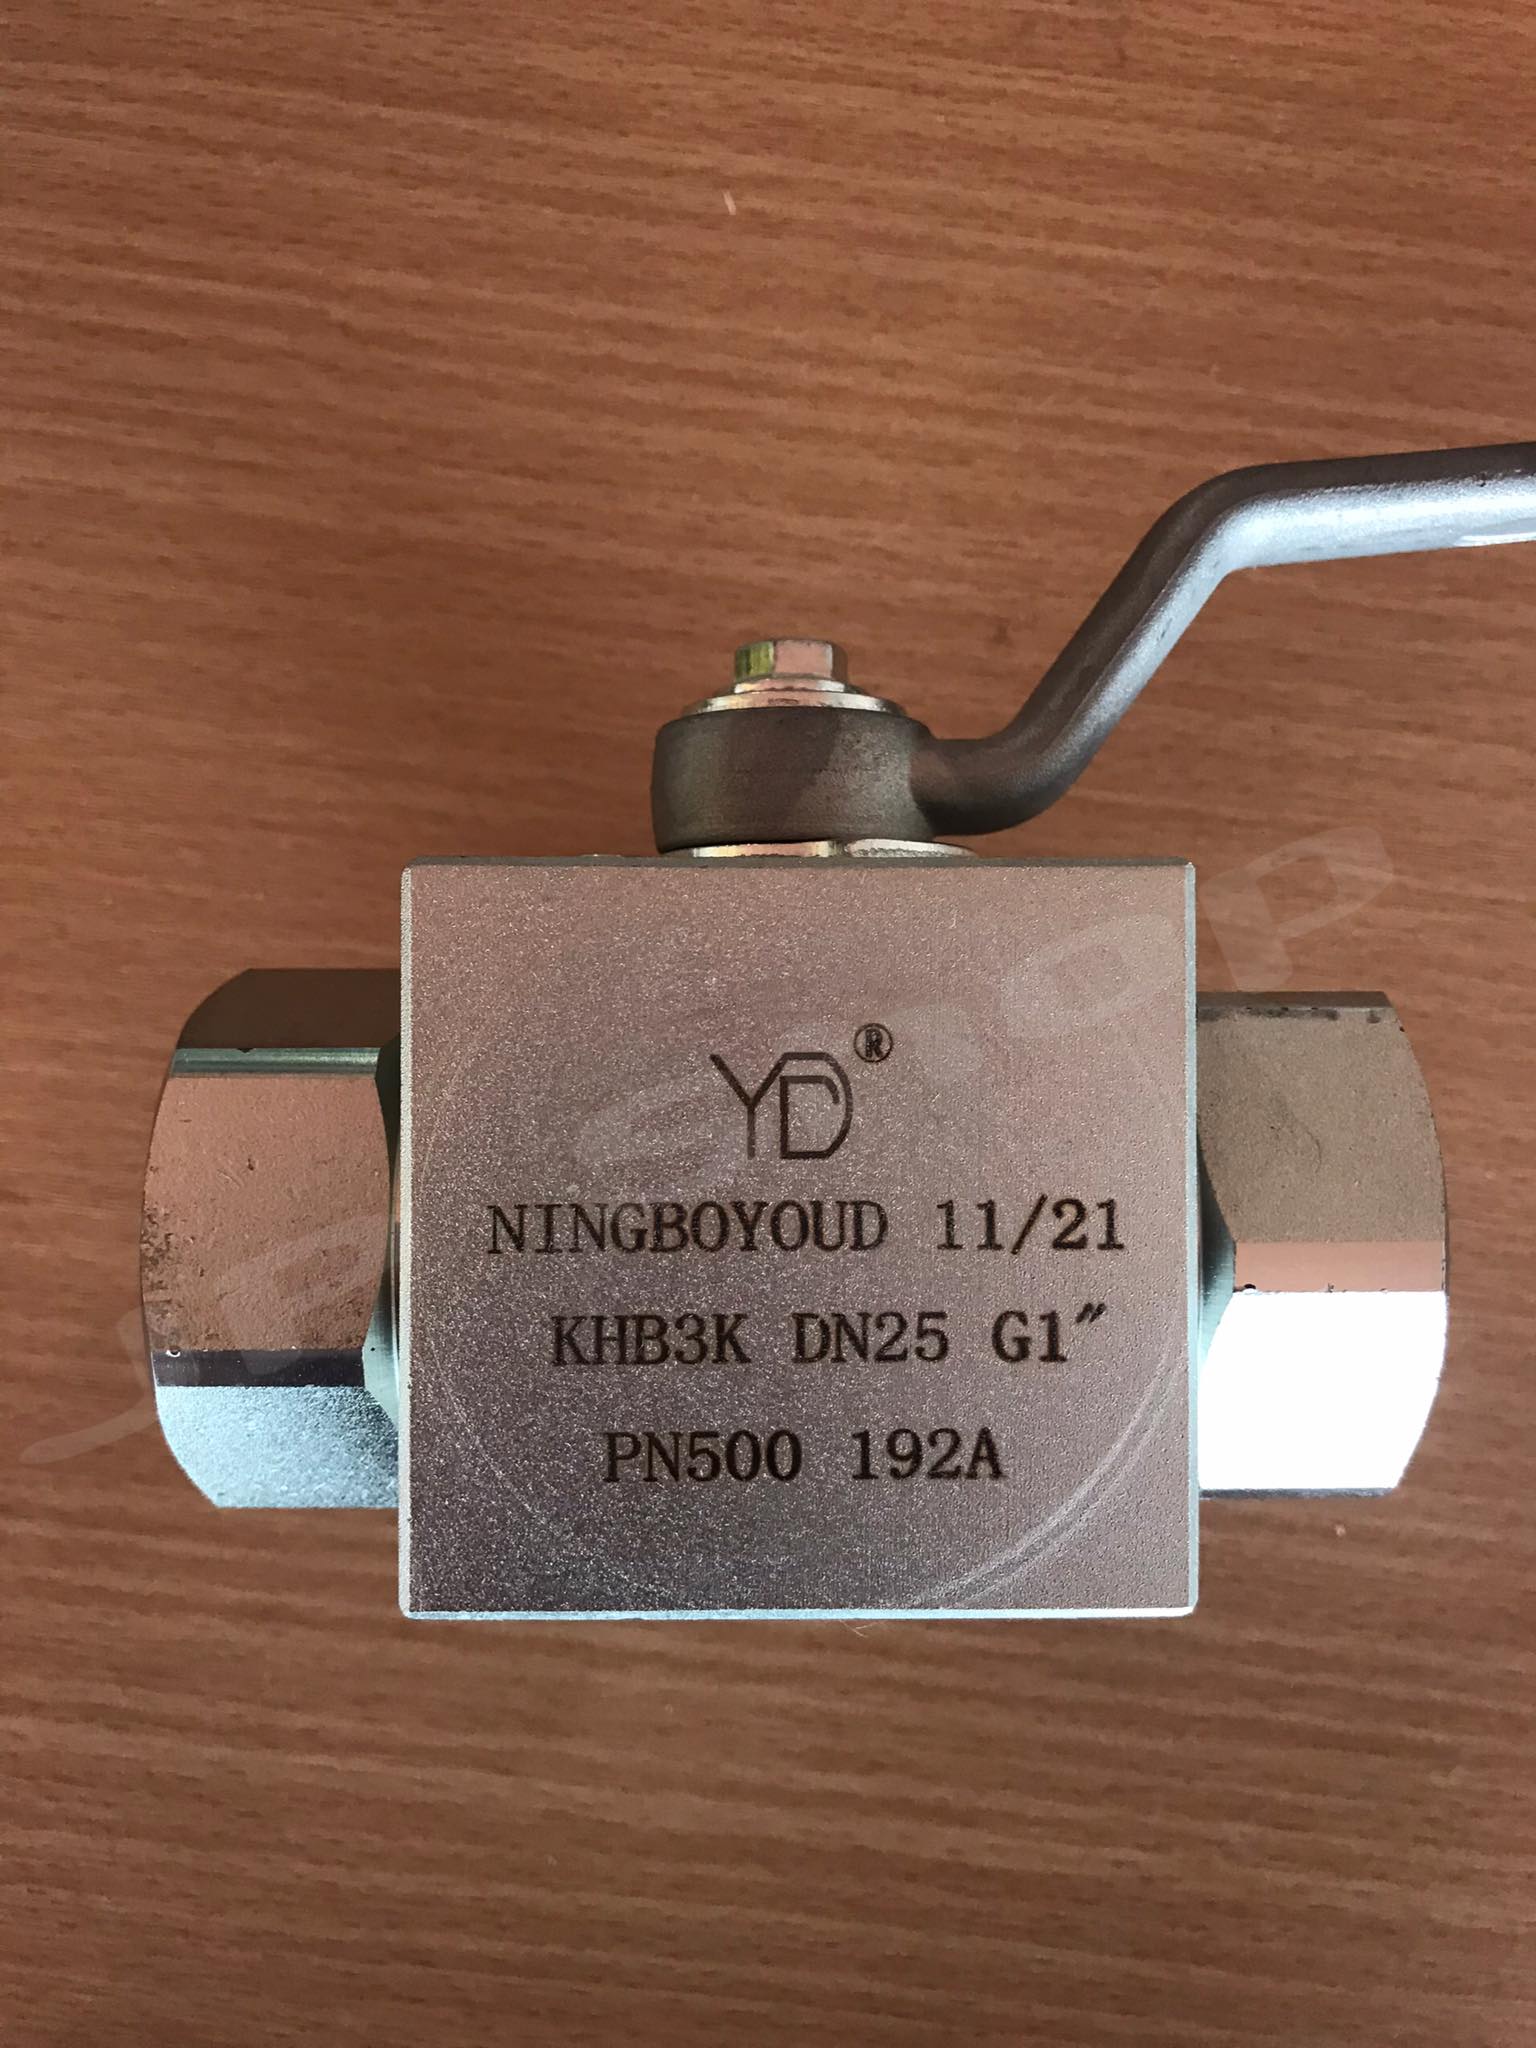 YD®
NINGBOYOUD 11/21
KHB3K DN25 G1″
PN500 192A